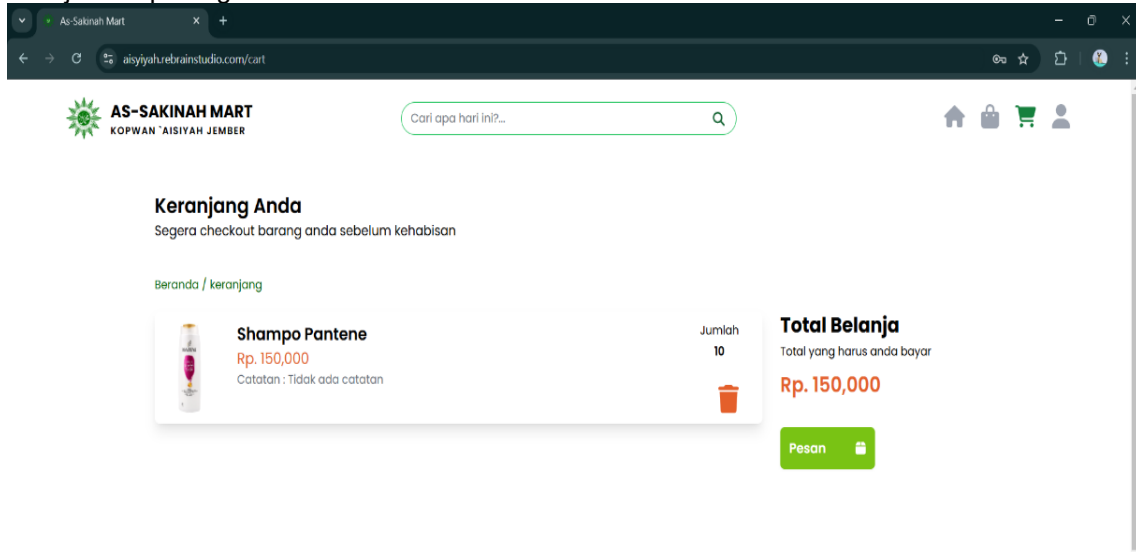 As-Sakinah Mart
aisyiyah.rebrainstudio.com/cart
AS-SAKINAH MART
KOPWAN `AISIYAH JEMBER
Cari apa hari ini?...
Keranjang Anda
Segera checkout barang anda sebelum kehabisan
Beranda / keranjang
Shampo Pantene
Rp. 150,000
Catatan : Tidak ada catatan
Jumlah
10
Total Belanja
Total yang harus anda bayar
Rp. 150,000
Pesan